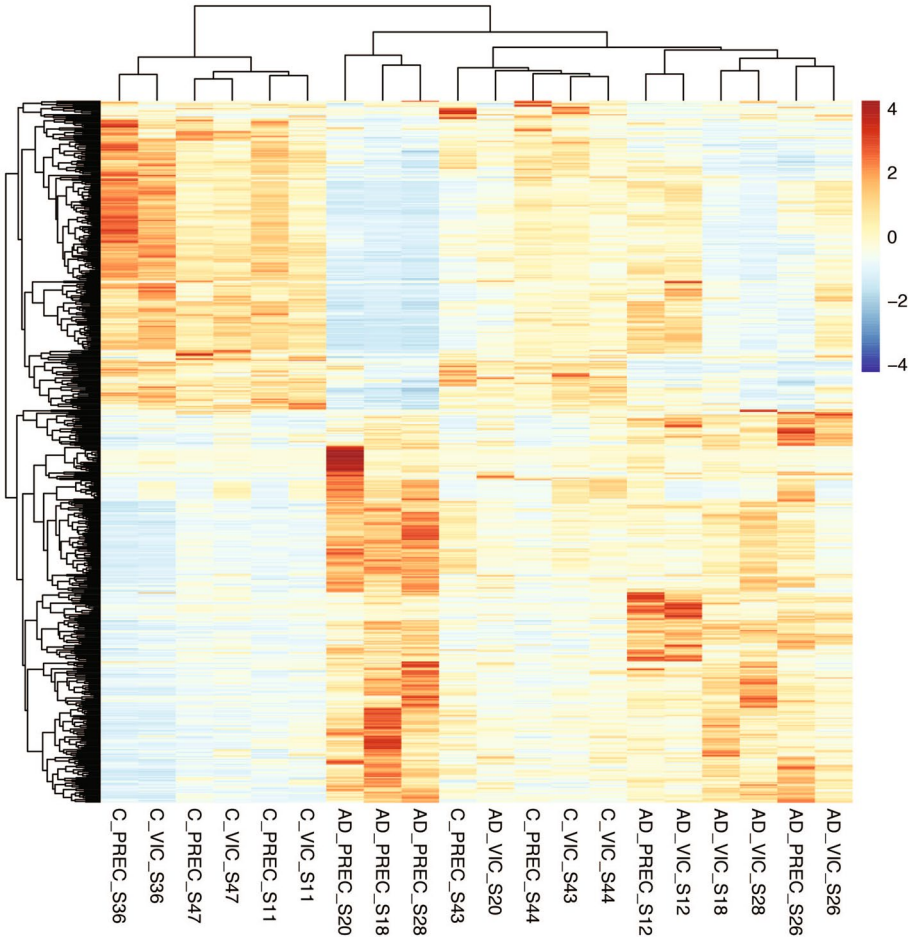 4
2
0
−2
−4
C_PREC_S36
C_VIC_S36
C_PREC_S47
C_VIC_S47
C_PREC_S11
C_VIC_S11
AD_PREC_S20
AD_PREC_S18
AD_PREC_S28
C_PREC_S43
AD_VIC_S20
C_PREC_S44
C_VIC_S43
C_VIC_S44
AD_PREC_S12
AD_VIC_S12
AD_VIC_S18
AD_VIC_S28
AD_PREC_S26
AD_VIC_S26